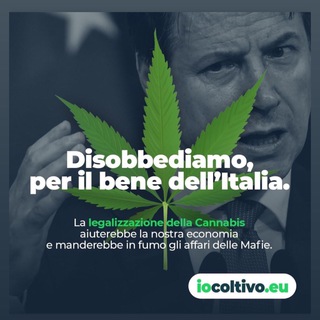 Disobbediamo,
per il bene dell'Italia.
La legalizzazione della Cannabis
aiuterebbe la nostra economia
e manderebbe in fumo gli affari delle Mafie.
iocoltivo.eu